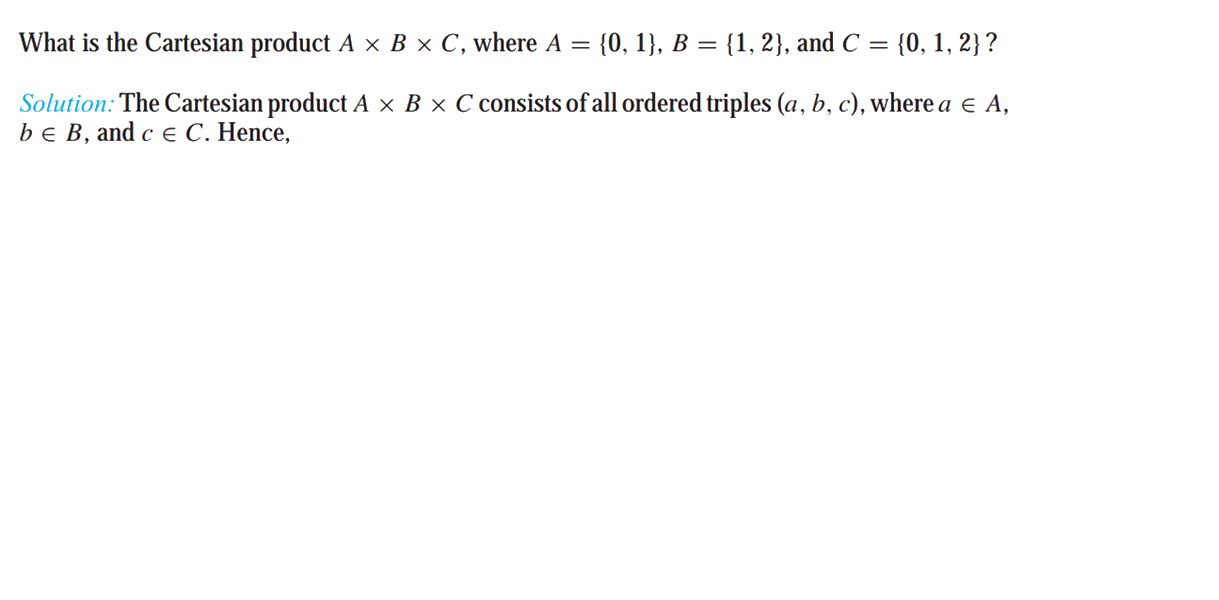 What is the Cartesian product A × B × C, where A = {0, 1}, B = {1, 2}, and C = {0, 1, 2}?
Solution: The Cartesian product A × B × C consists of all ordered triples (a, b, c), where a ∈ A,
b ∈ B, and c ∈ C. Hence,